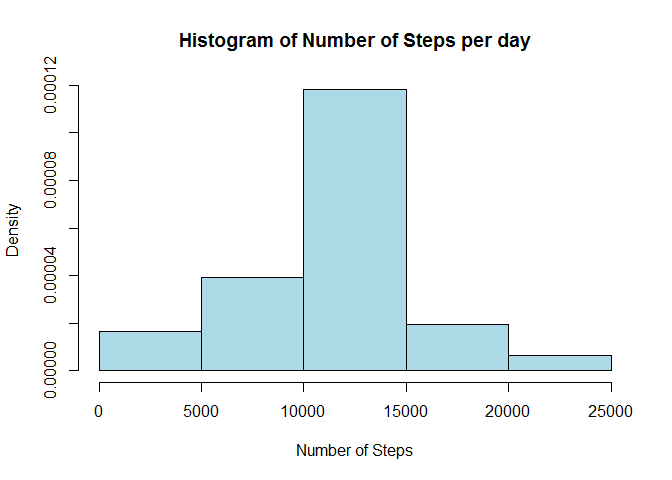 Histogram of Number of Steps per day
Density
0.00012
0.00008
0.00004
0.00000
0 5000 10000 15000 20000 25000
Number of Steps